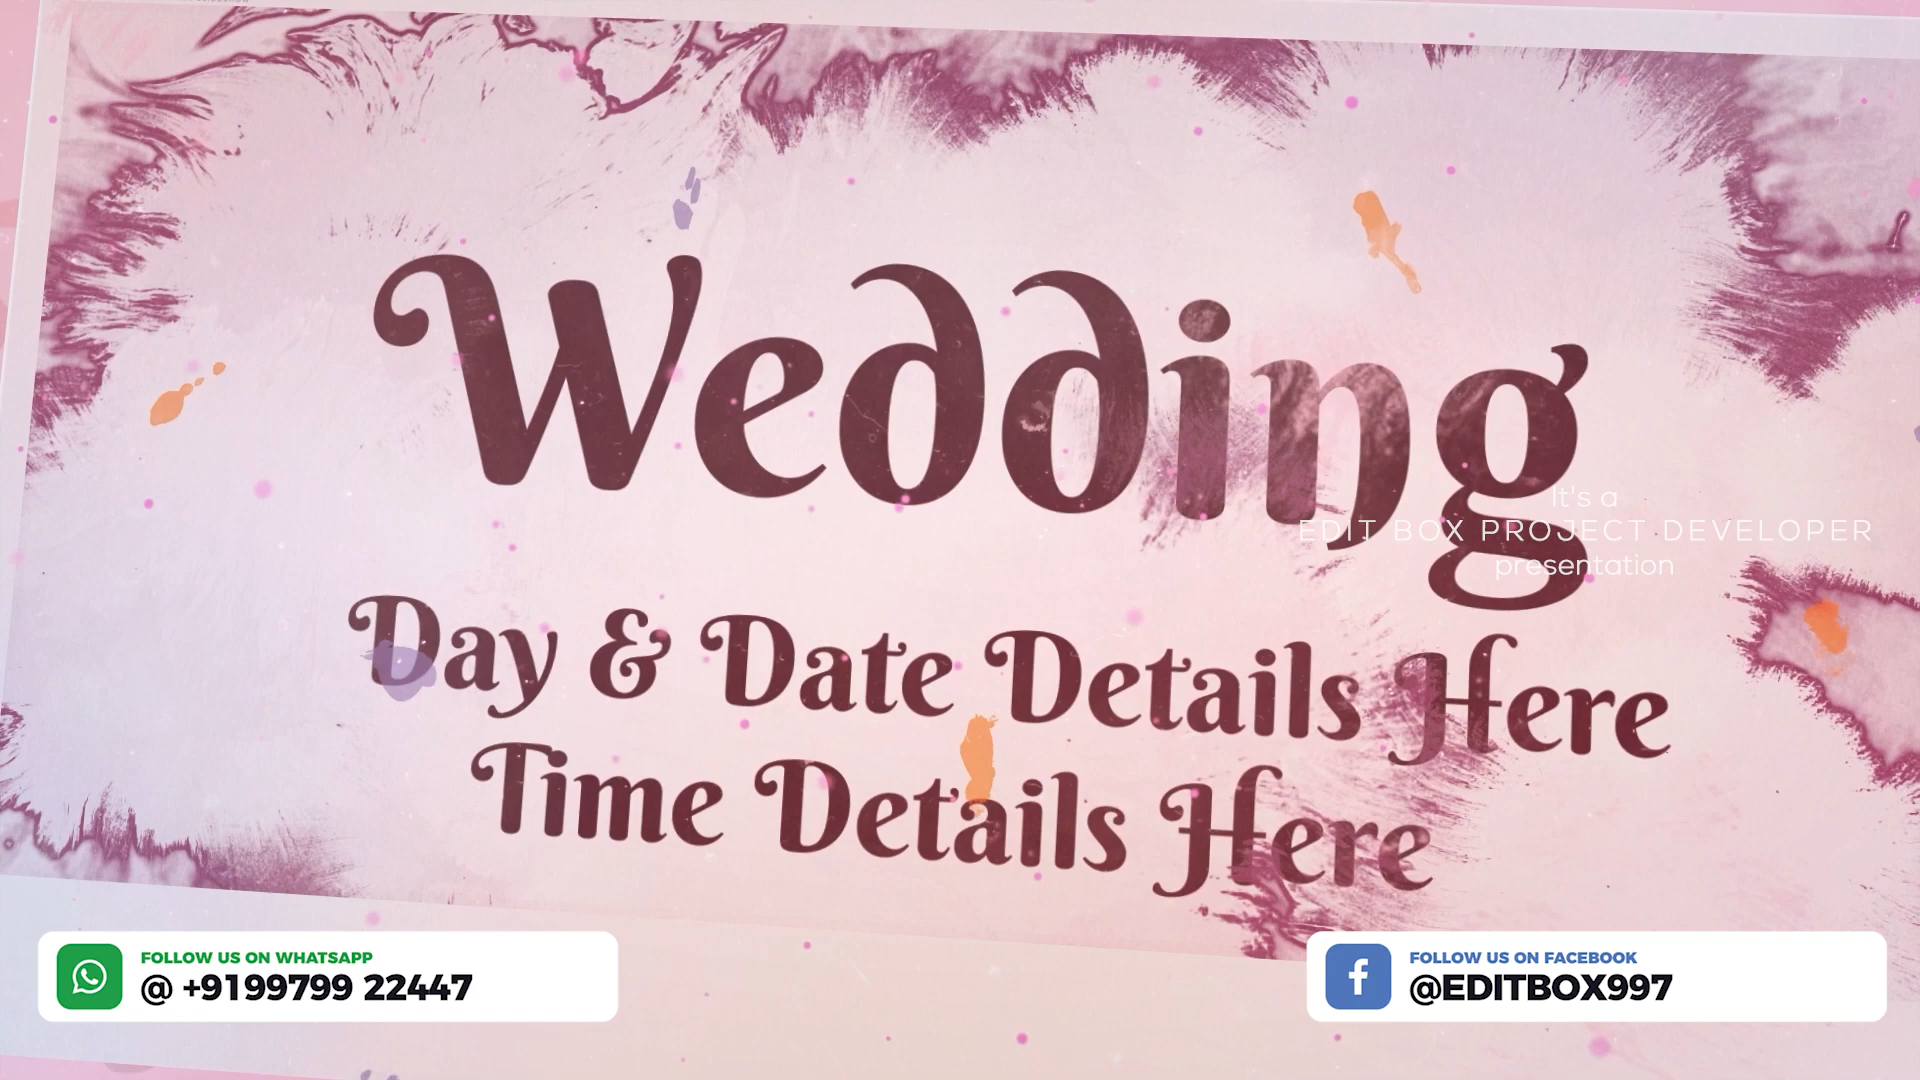 Wedding
It's a
EDIT BOX PROJECT DEVELOPER
presentation
Day & Date Details Here
Time Details Here
FOLLOW US ON WHATSAPP
@ +9199799 22447
FOLLOW US ON FACEBOOK
@EDITBOX997